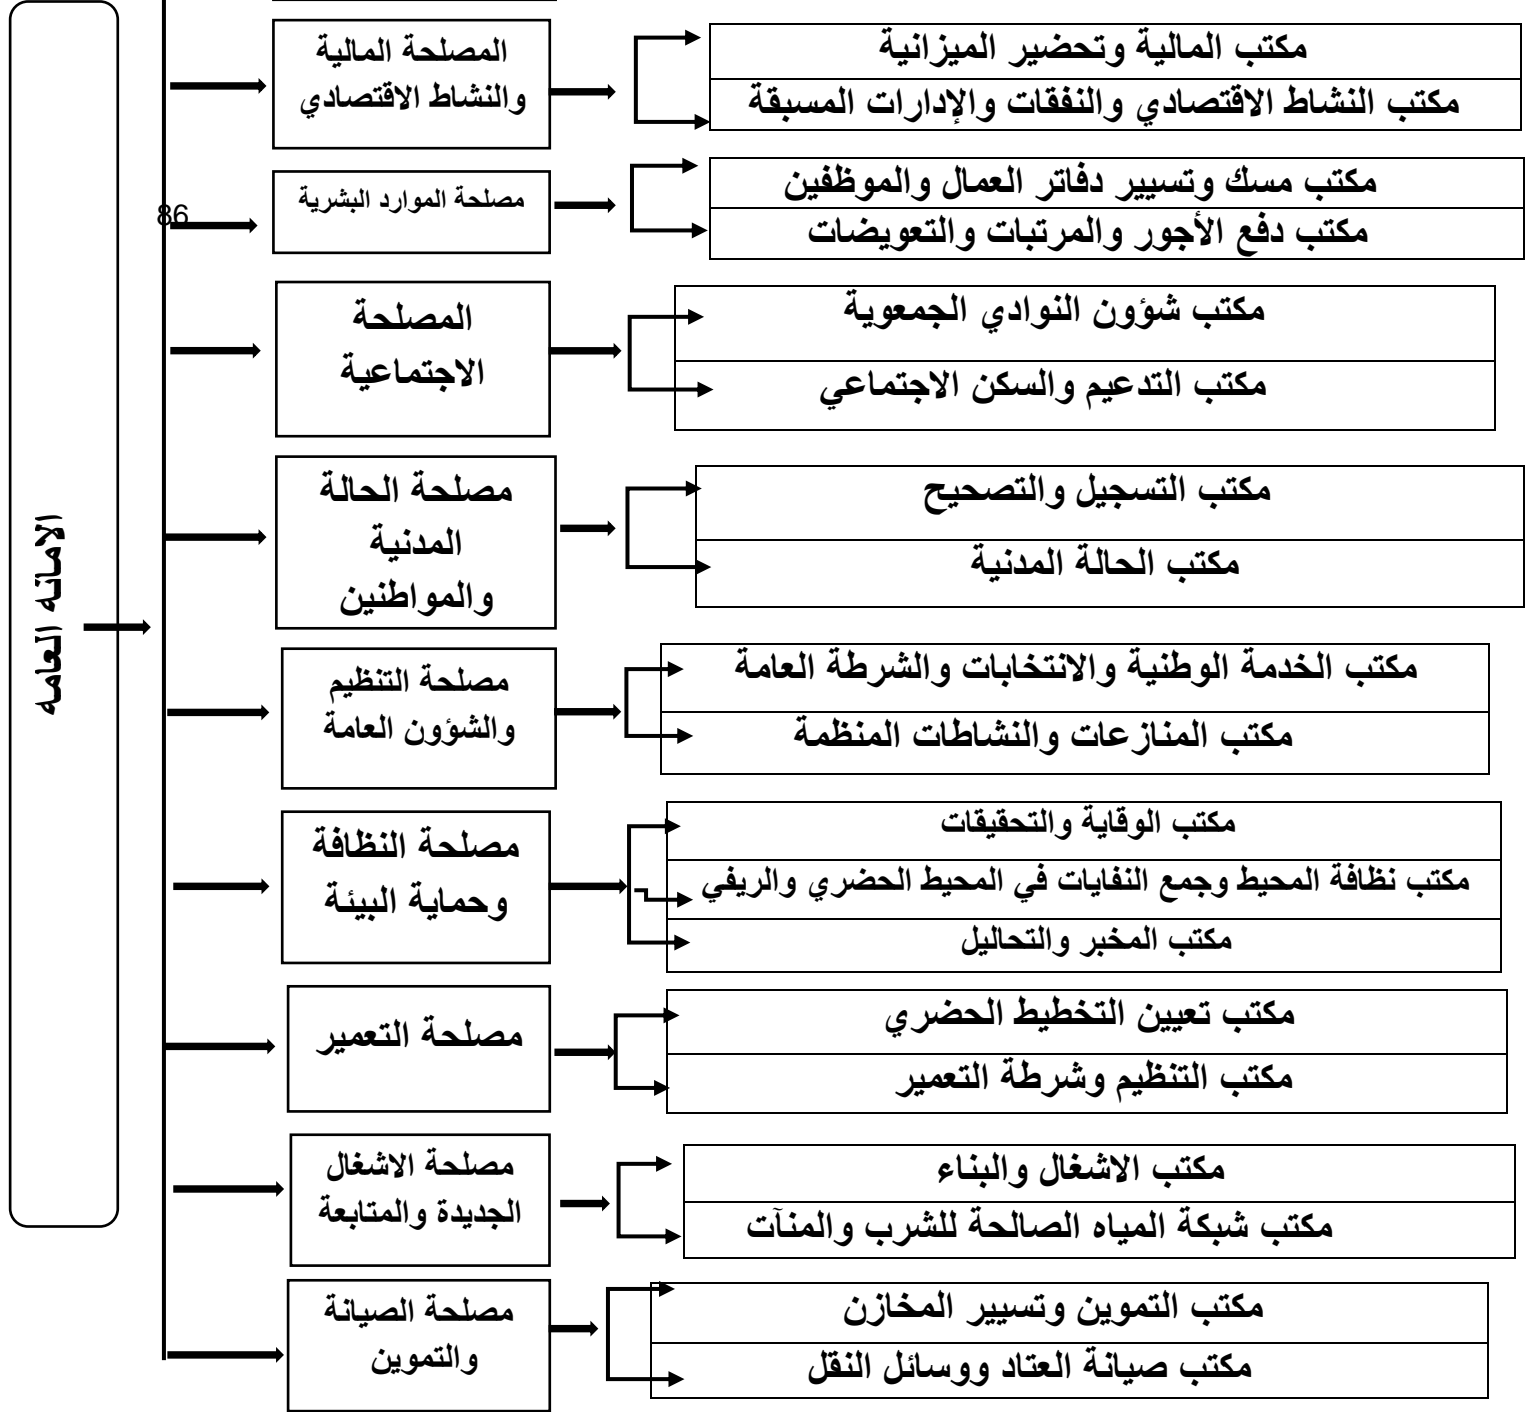 المصلحة المالية
والنشاط الاقتصادي
مكتب المالية وتحضير الميزانية
مكتب النشاط الاقتصادي والنفقات والإدارات المسبقة
86
مصلحة الموارد البشرية
مكتب مسك وتسيير دفاتر العمال والموظفين
مكتب دفع الأجور والمرتبات والتعويضات
المصلحة
الاجتماعية
مكتب شؤون النوادي الجمعوية
مكتب التدعيم والسكن الاجتماعي
الامانه العامه
مصلحة الحالة
المدنية
والمواطنين
مكتب التسجيل والتصحيح
مكتب الحالة المدنية
مصلحة التنظيم
والشؤون العامة
مكتب الخدمة الوطنية والانتخابات والشرطة العامة
مكتب المنازعات والنشاطات المنظمة
مصلحة النظافة
وحماية البيئة
مكتب الوقاية والتحقيقات
مكتب نظافة المحيط وجمع النفايات في المحيط الحضري والريفي
مكتب المخبر والتحاليل
مصلحة التعمير
مكتب تعيين التخطيط الحضري
مكتب التنظيم وشرطة التعمير
مصلحة الاشغال
الجديدة والمتابعة
مكتب الاشغال والبناء
مكتب شبكة المياه الصالحة للشرب والمنآت
مصلحة الصيانة
والتموين
مكتب التموين وتسيير المخازن
مكتب صيانة العتاد ووسائل النقل